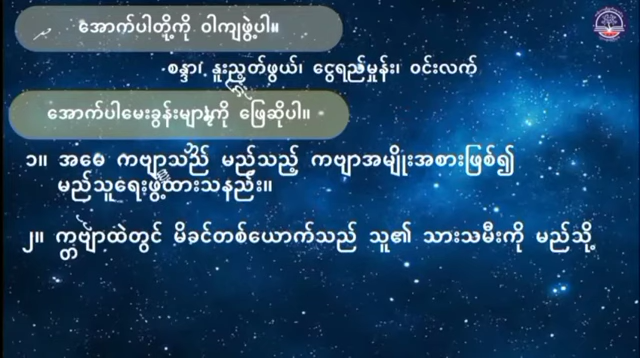 အောက်ပါတို့ကို ဝါကျဖွဲ့ပါ။
စန္ဒာ၊ နူးညွတ်ဖွယ်၊ ငွေရည်မှုန်း၊ ဝင်းလက်
အောက်ပါမေးခွန်းများကို ဖြေဆိုပါ။
၁။ အမေ့ ကဗျာသည် မည်သည့် ကဗျာအမျိုးအစားဖြစ်၍
မည်သူရေးဖွဲ့ထားသနည်း။
၂။ ဤကဗျာထဲတွင် မိခင်တစ်ယောက်သည် သူ၏ သားသမီးကို မည်သို့